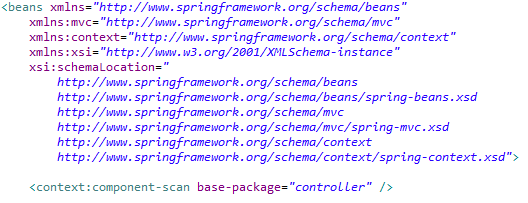 <beans xmlns="http://www.springframework.org/schema/beans"
    xmlns:mvc="http://www.springframework.org/schema/mvc"
    xmlns:context="http://www.springframework.org/schema/context"
    xmlns:xsi="http://www.w3.org/2001/XMLSchema-instance"
    xsi:schemaLocation="
        http://www.springframework.org/schema/beans
        http://www.springframework.org/schema/beans/spring-beans.xsd
        http://www.springframework.org/schema/mvc
        http://www.springframework.org/schema/mvc/spring-mvc.xsd
        http://www.springframework.org/schema/context
        http://www.springframework.org/schema/context/spring-context.xsd">
    <context:component-scan base-package="controller" />